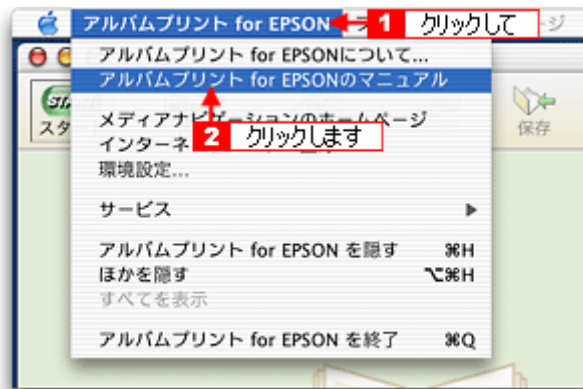 アルバムプリント for EPSON 1 クリックして ージ
アルバムプリント for EPSONについて...
アルバムプリント for EPSONのマニュアル
スタ 保存
メディアナビゲーションのホームページ
インターネ 2 クリックします
環境設定...
サービス ▶
アルバムプリント for EPSON を隠す ⌘H
ほかを隠す ⌥⌘H
すべてを表示
アルバムプリント for EPSON を終了 ⌘Q